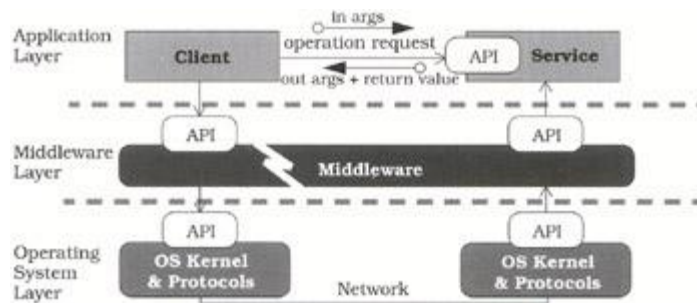 in args
Application
Layer
Client
operation request
API
Service
out args + return value
API
API
Middleware
Layer
Middleware
API
API
Operating
System
Layer
OS Kernel
& Protocols
OS Kernel
& Protocols
Network